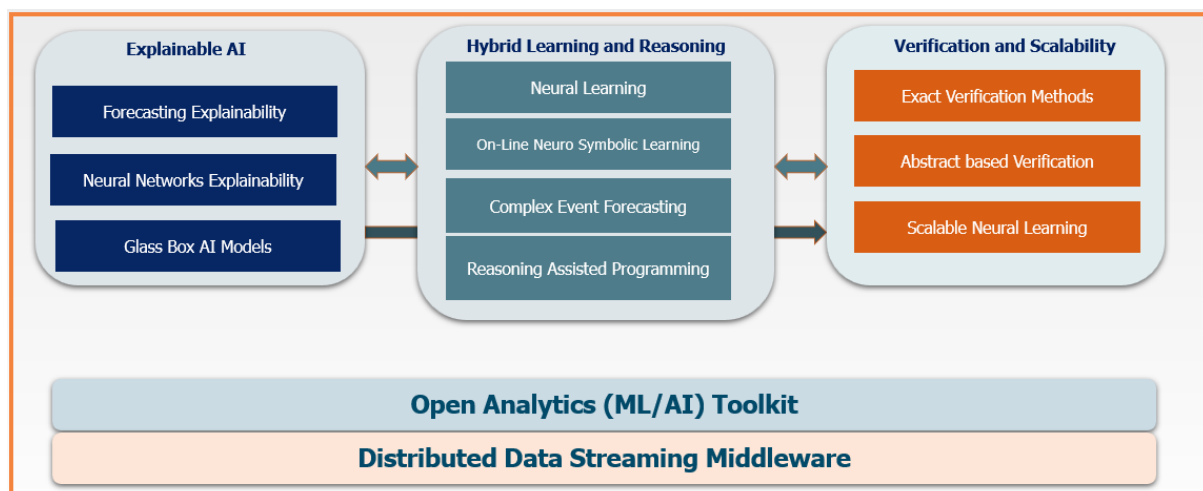 Explainable AI
Forecasting Explainability
Neural Networks Explainability
Glass Box AI Models
Hybrid Learning and Reasoning
Neural Learning
On-Line Neuro Symbolic Learning
Complex Event Forecasting
Reasoning Assisted Programming
Verification and Scalability
Exact Verification Methods
Abstract based Verification
Scalable Neural Learning
Open Analytics (ML/AI) Toolkit
Distributed Data Streaming Middleware